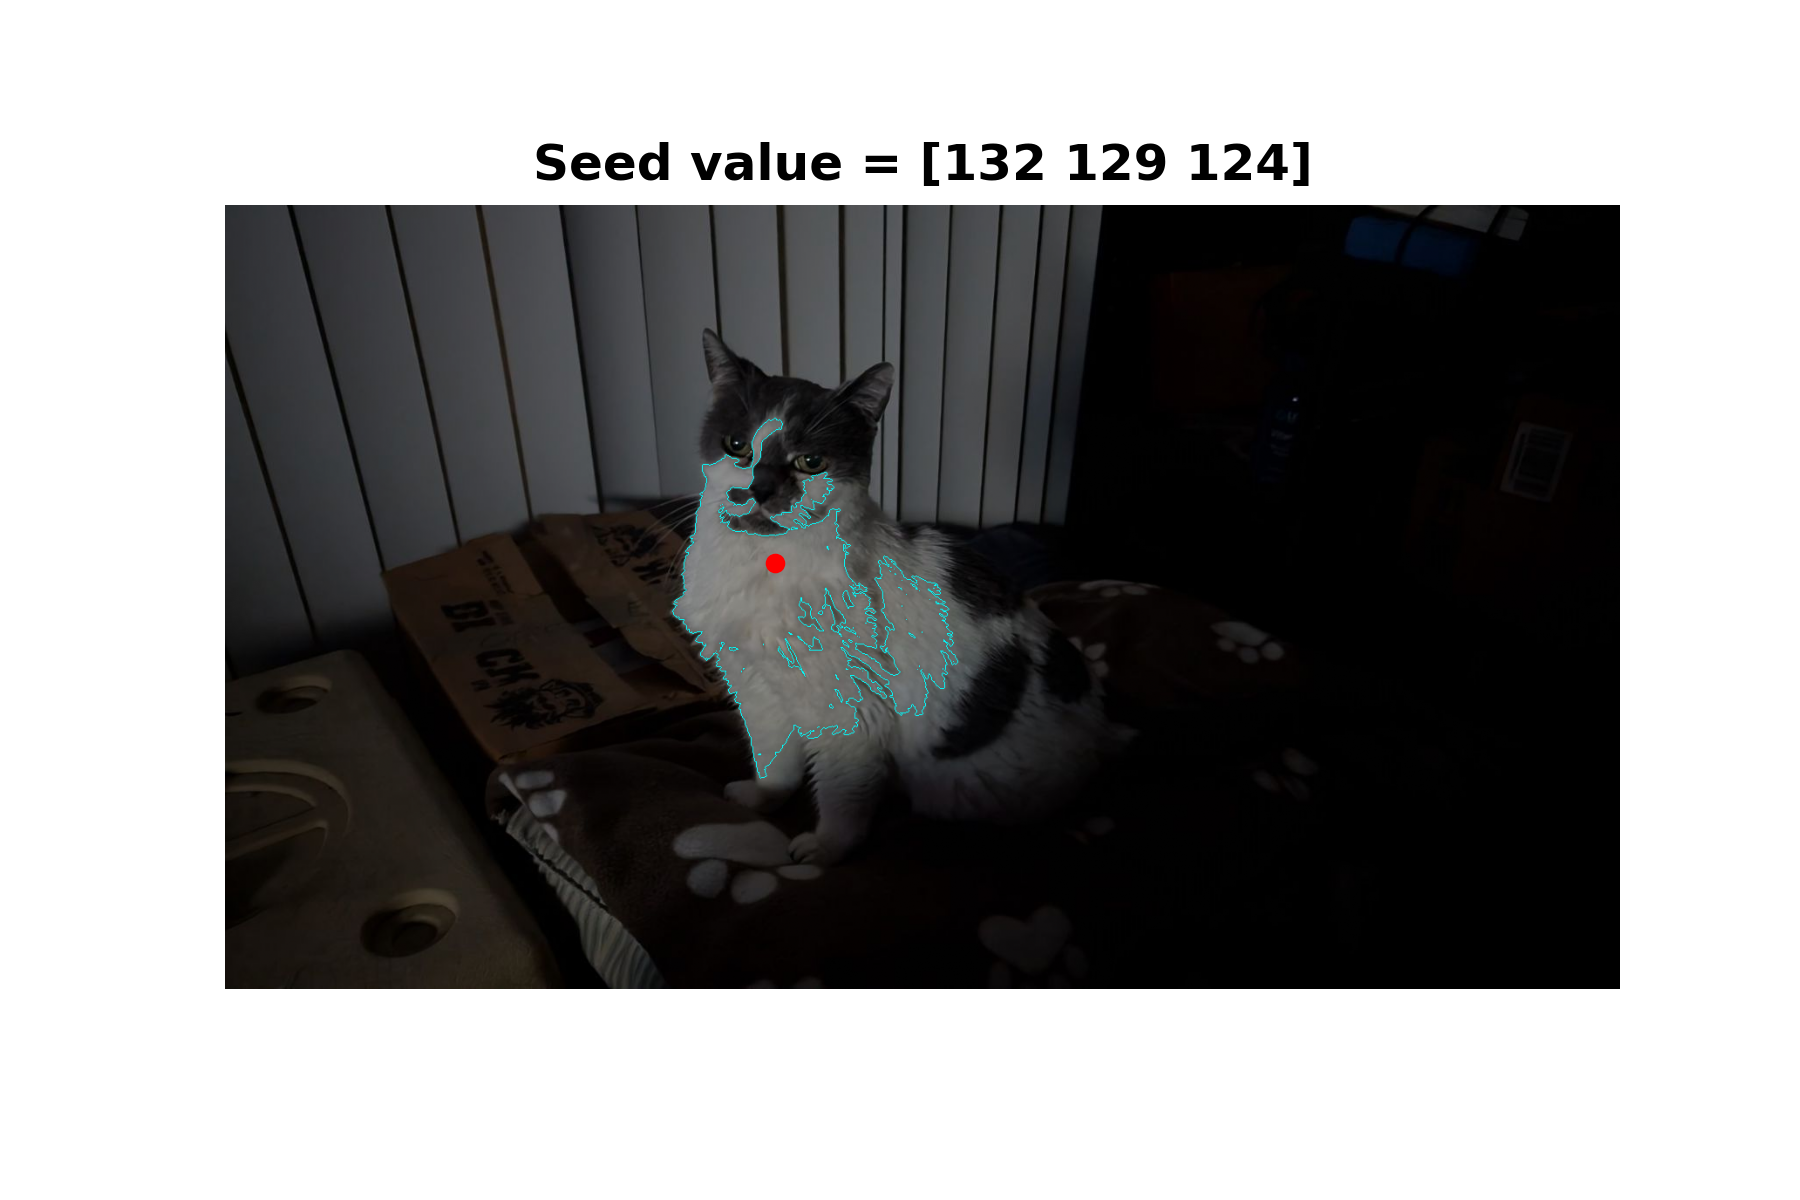 Seed value = [132 129 124]